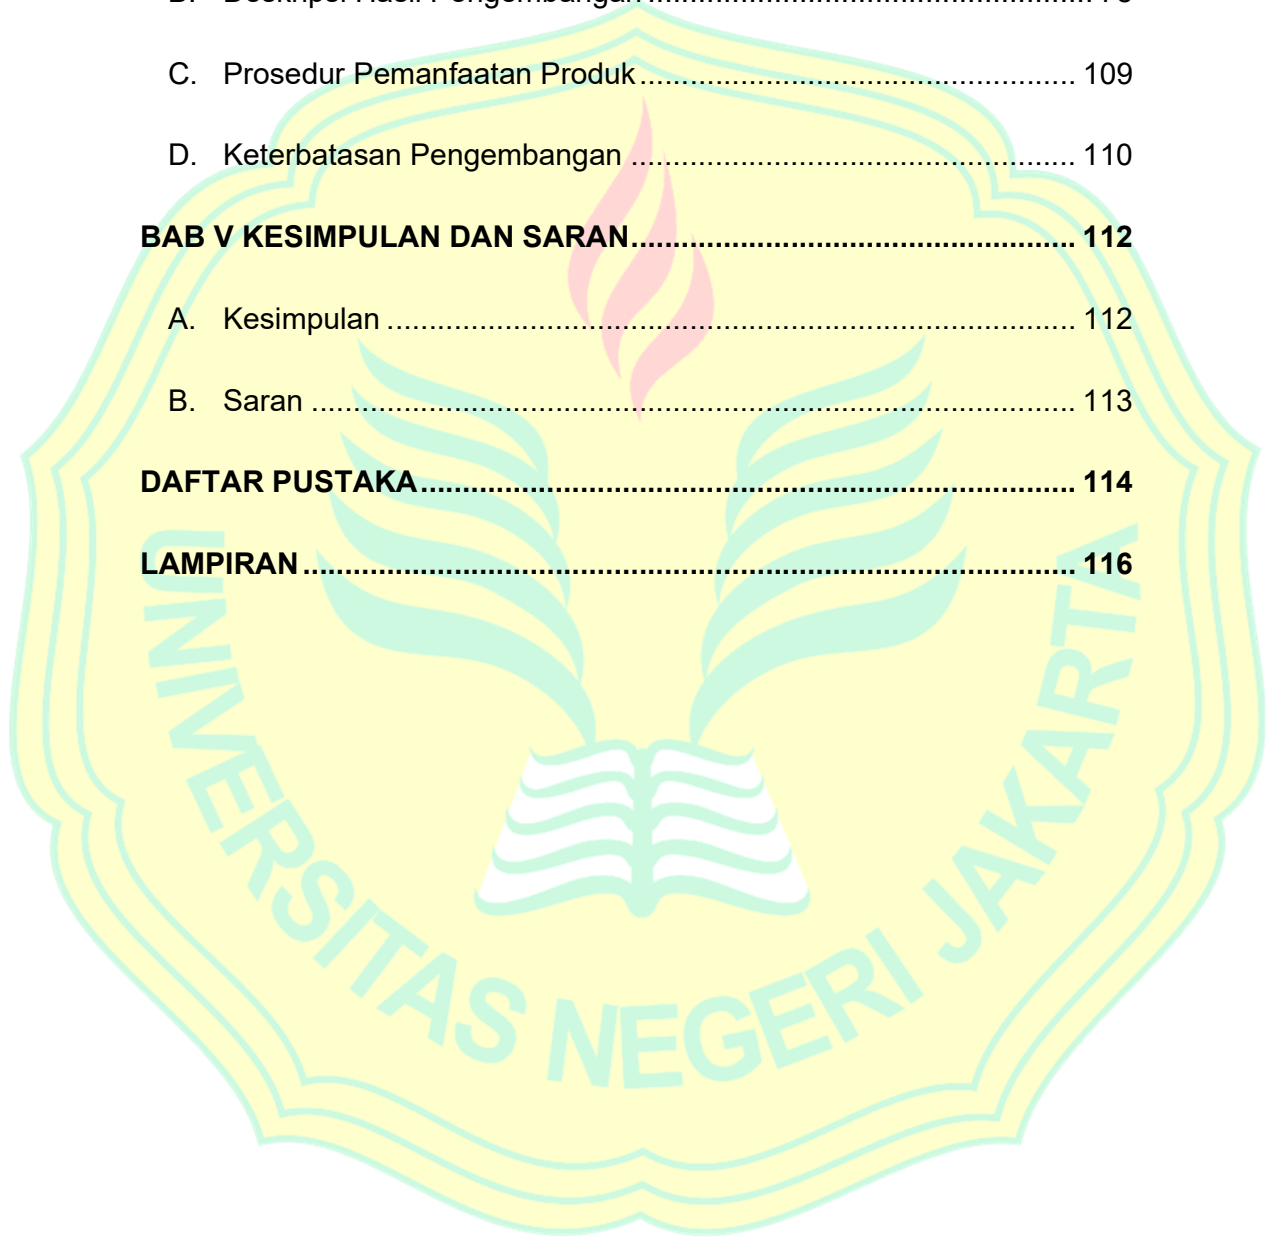 C. Prosedur Pemanfaatan Produk.................................................... 109
D. Keterbatasan Pengembangan ..................................................... 110
BAB V KESIMPULAN DAN SARAN..................................................... 112
A. Kesimpulan .................................................................................. 112
B. Saran ........................................................................................... 113
DAFTAR PUSTAKA.............................................................................. 114
LAMPIRAN ............................................................................................ 116
UNIVERSITAS NEGERI JAKARTA